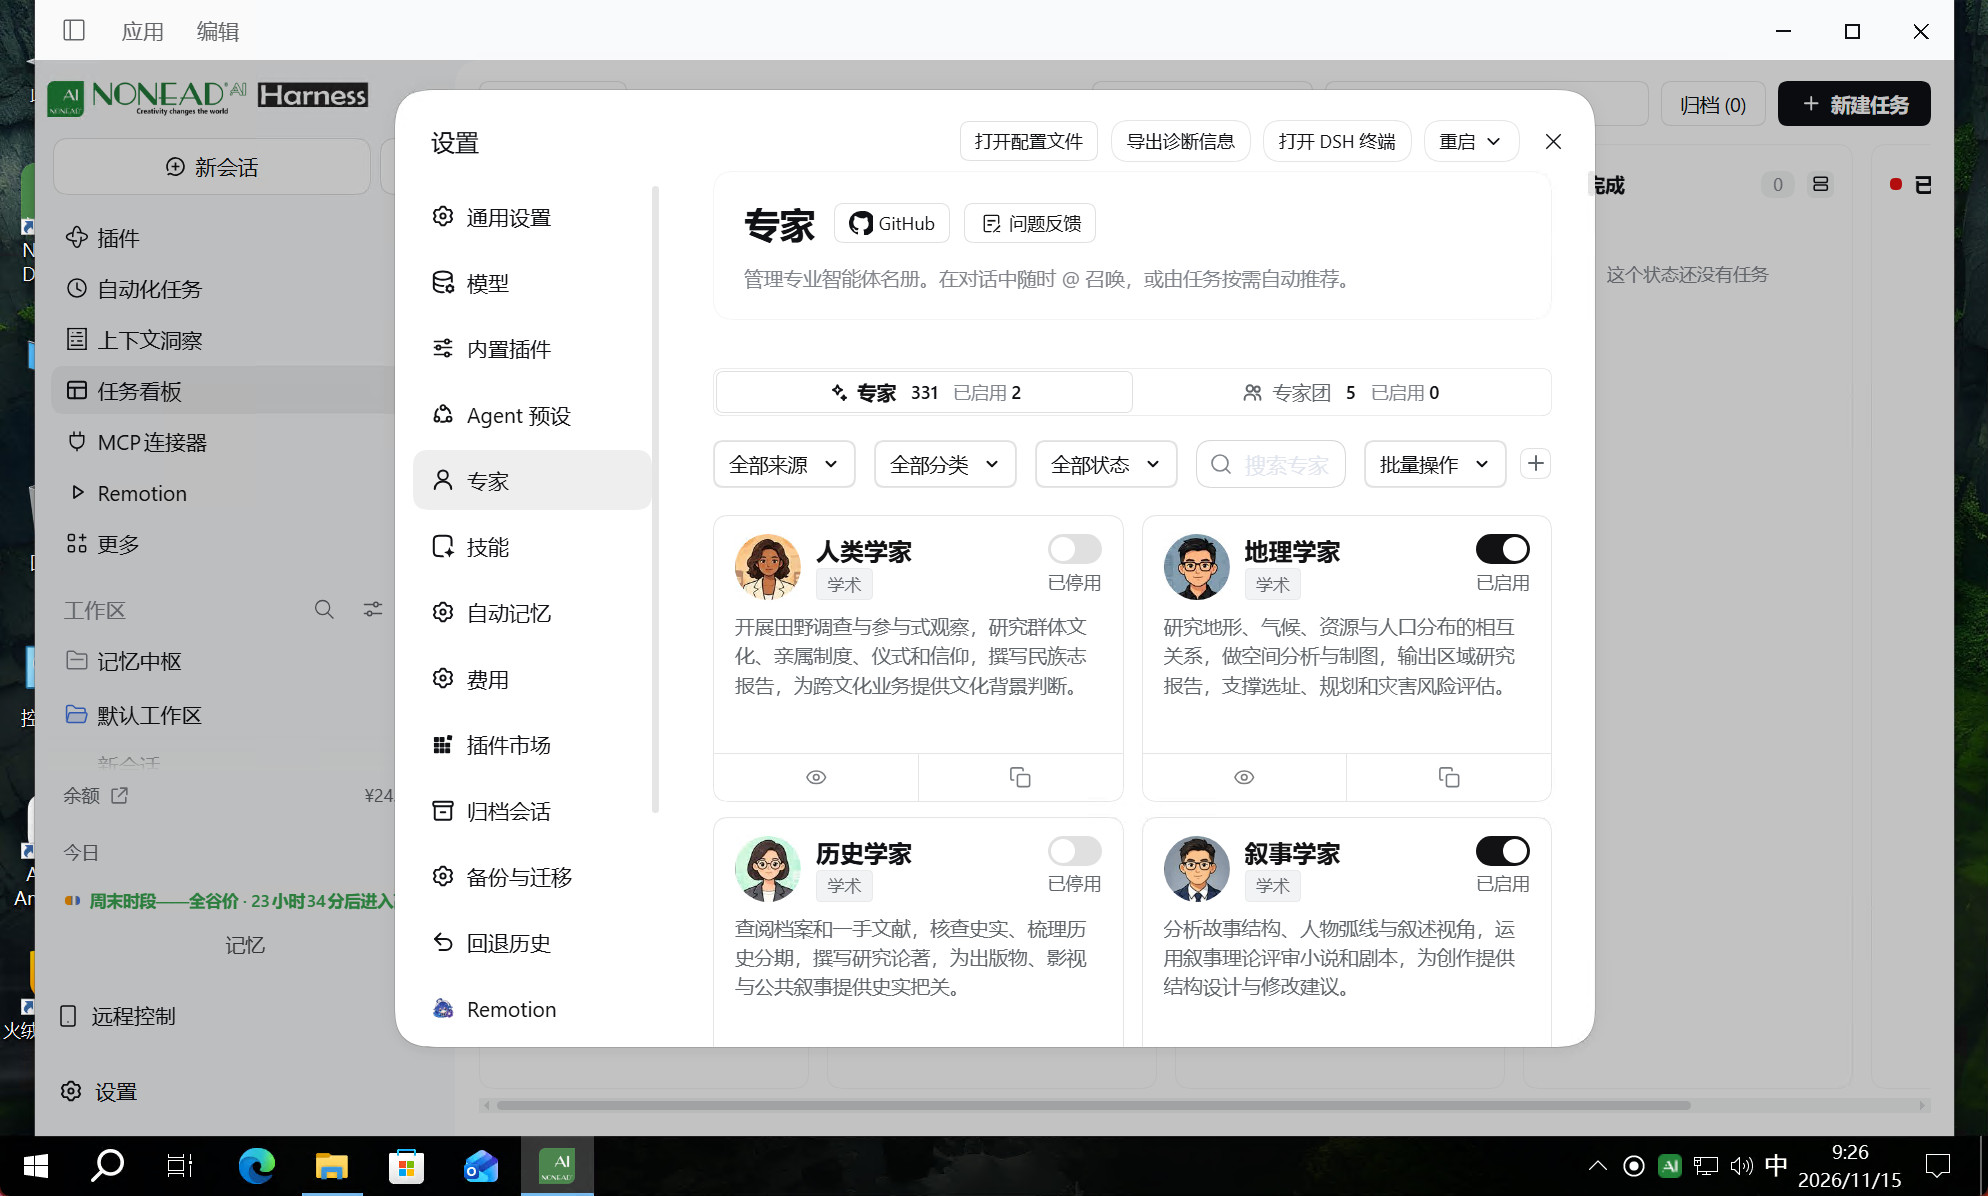 应用 编辑
AI NONEAD NONEAD AI Harness
Creativity changes the world
归档 (0) + 新建任务
新会话
插件
自动化任务
上下文洞察
任务看板
MCP 连接器
Remotion
更多
工作区
记忆中枢
默认工作区
新会话
余额 ¥24.
今日
周末时段——全谷价 · 23小时34分后进入
记忆
远程控制
设置
设置
打开配置文件 导出诊断信息 打开 DSH 终端 重启
通用设置
模型
内置插件
Agent 预设
专家
技能
自动记忆
费用
插件市场
归档会话
备份与迁移
回退历史
Remotion
专家 GitHub 问题反馈
管理专业智能体名册。在对话中随时 @ 召唤，或由任务按需自动推荐。
专家 331 已启用 2 专家团 5 已启用 0
全部来源 全部分类 全部状态 搜索专家 批量操作
人类学家
学术
已停用
开展田野调查与参与式观察，研究群体文
化、亲属制度、仪式和信仰，撰写民族志
报告，为跨文化业务提供文化背景判断。
地理学家
学术
已启用
研究地形、气候、资源与人口分布的相互
关系，做空间分析与制图，输出区域研究
报告，支撑选址、规划和灾害风险评估。
历史学家
学术
已停用
查阅档案和一手文献，核查史实、梳理历
史分期，撰写研究论著，为出版物、影视
与公共叙事提供史实把关。
叙事学家
学术
已启用
分析故事结构、人物弧线与叙述视角，运
用叙事理论评审小说和剧本，为创作提供
结构设计与修改建议。
完成 0
这个状态还没有任务
AI NONEAD
AI 中
9:26
2026/11/15